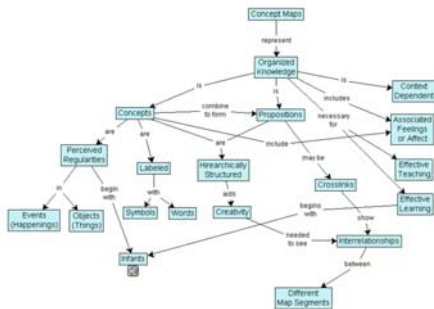 Concept Maps
represent
Organized
Knowledge
is
is
is
Context
Dependent
includes
Concepts
combine
to form
Propositions
necessary
for
Associated
Feelings
or Affect
are
are
are
include
Perceived
Regularities
Labeled
Hirearchically
Structured
may be
Effective
Teaching
in
begin
with
with
aids
Crosslinks
Effective
Learning
Events
(Happenings)
Objects
(Things)
Symbols
Words
Creativity
begins
with
show
needed
to see
Interrelationships
Infants
between
Different
Map Segments